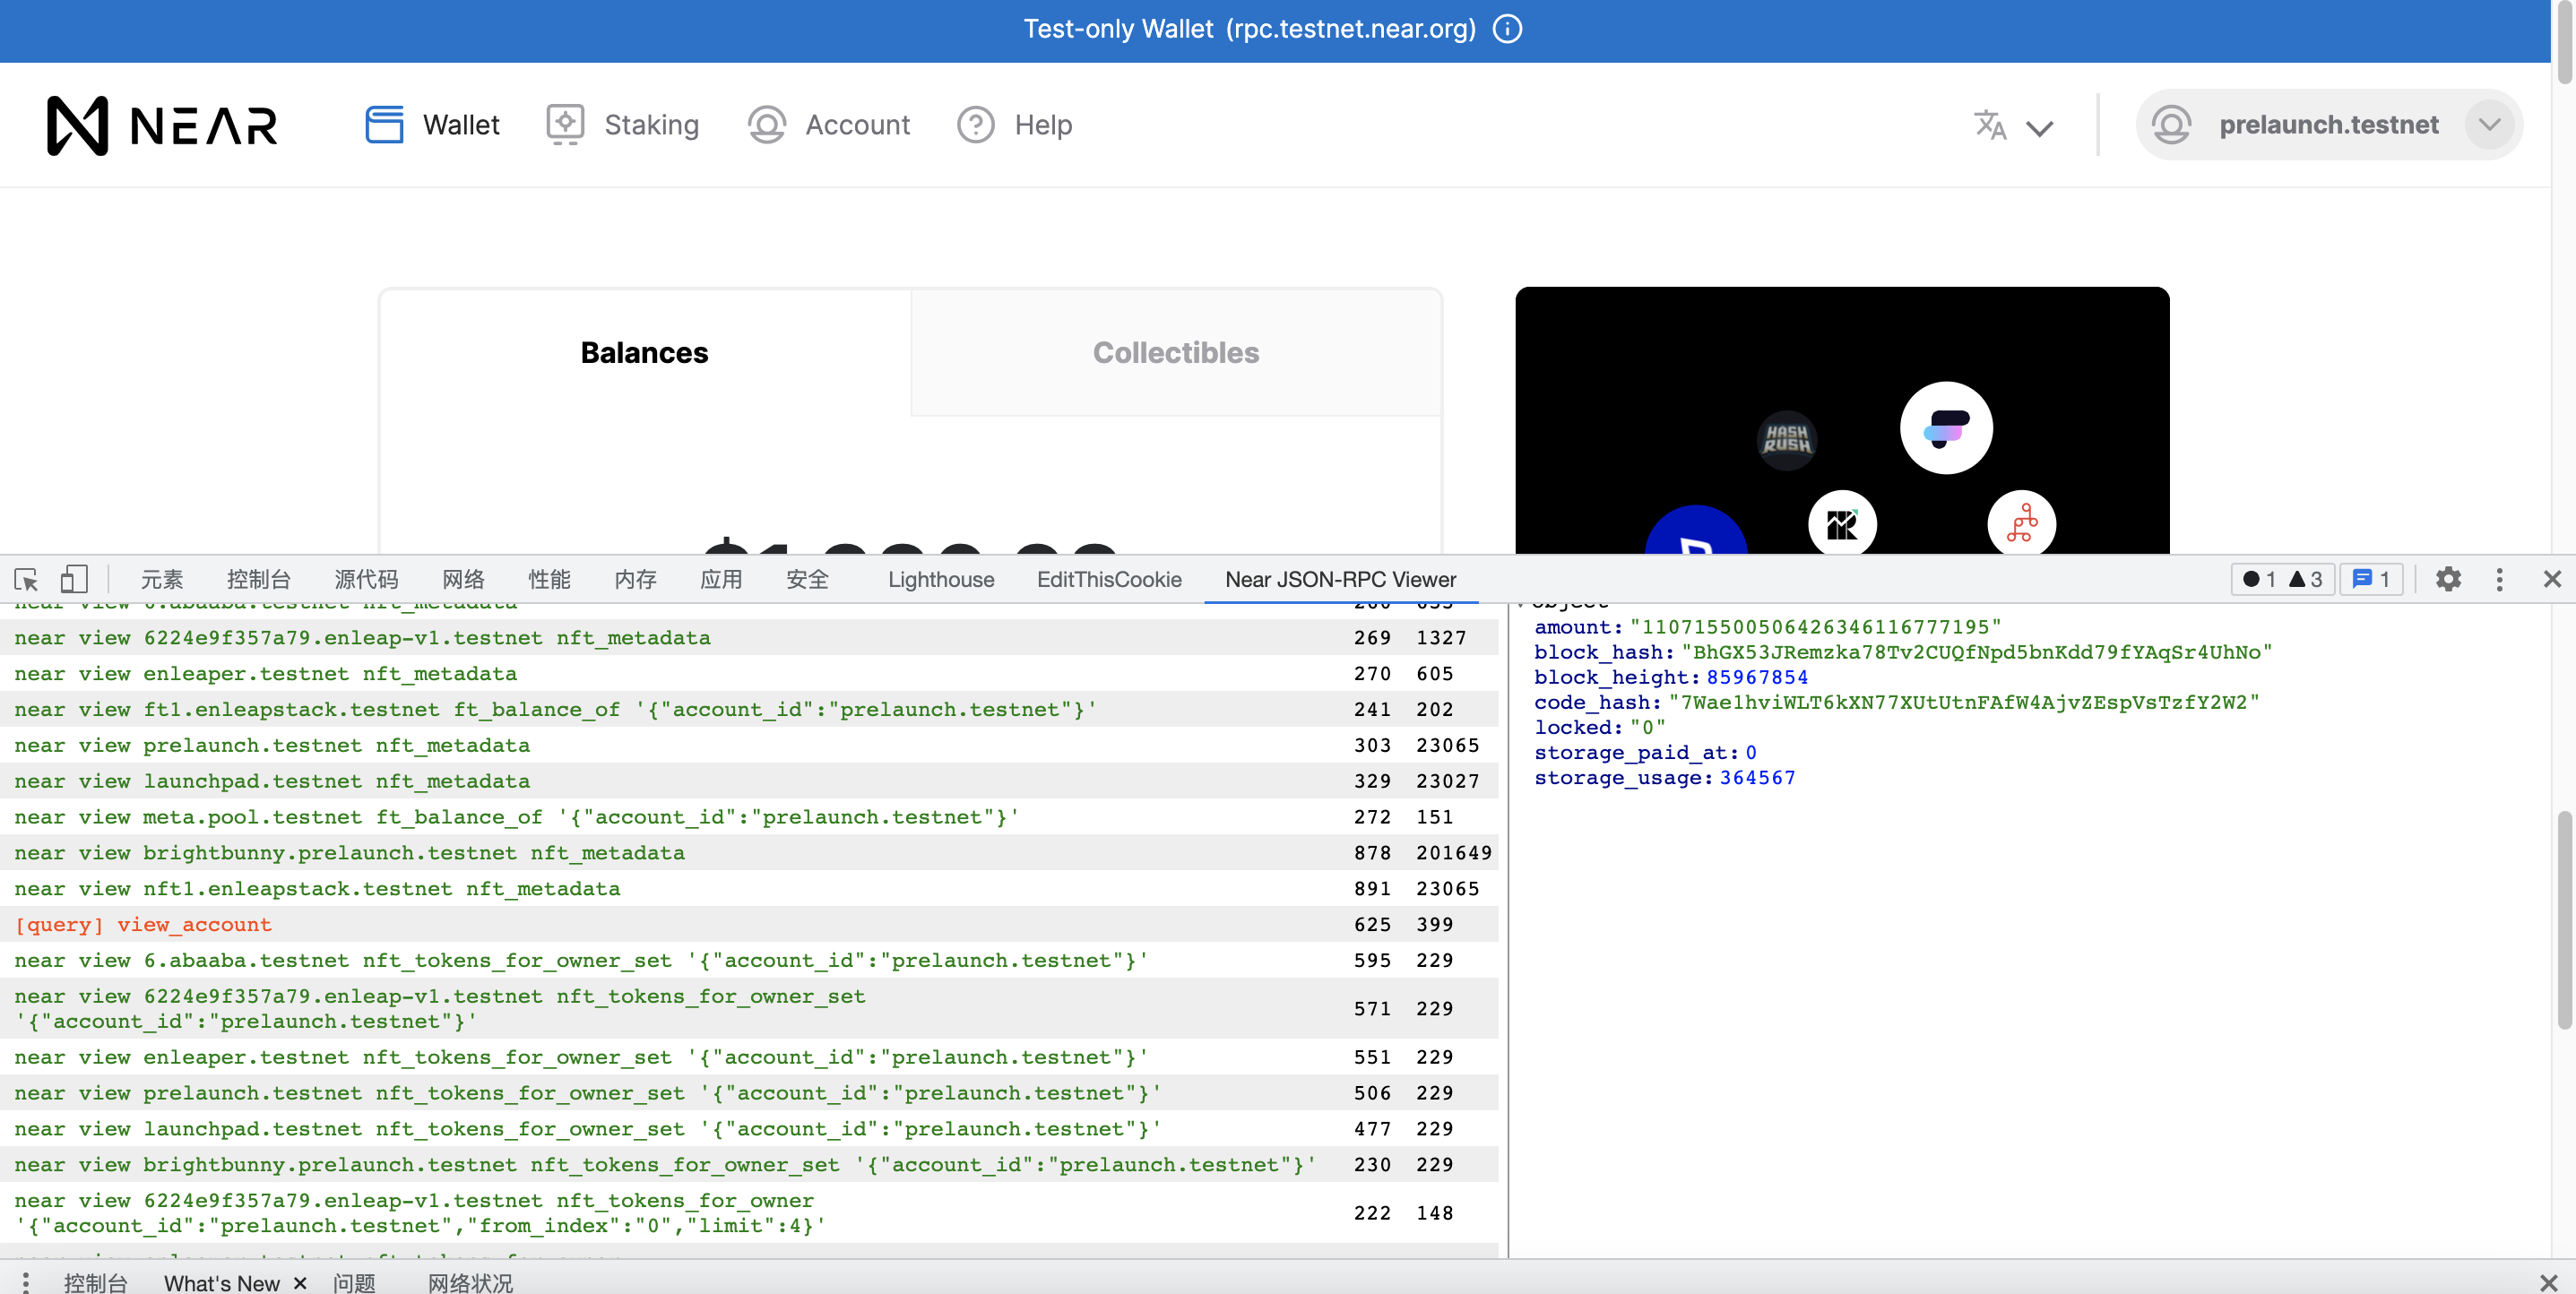 Test-only Wallet (rpc.testnet.near.org)
NEAR
Wallet
Staking
Account
Help
prelaunch.testnet
Balances
Collectibles
HASH
RUSH
元素
控制台
源代码
网络
性能
内存
应用
安全
Lighthouse
EditThisCookie
Near JSON-RPC Viewer
1
3
1
near view 6.abaaba.testnet nft_metadata
near view 6224e9f357a79.enleap-v1.testnet nft_metadata 269 1327
near view enleaper.testnet nft_metadata 270 605
near view ft1.enleapstack.testnet ft_balance_of '{"account_id":"prelaunch.testnet"}' 241 202
near view prelaunch.testnet nft_metadata 303 23065
near view launchpad.testnet nft_metadata 329 23027
near view meta.pool.testnet ft_balance_of '{"account_id":"prelaunch.testnet"}' 272 151
near view brightbunny.prelaunch.testnet nft_metadata 878 201649
near view nft1.enleapstack.testnet nft_metadata 891 23065
[query] view_account 625 399
near view 6.abaaba.testnet nft_tokens_for_owner_set '{"account_id":"prelaunch.testnet"}' 595 229
near view 6224e9f357a79.enleap-v1.testnet nft_tokens_for_owner_set
'{"account_id":"prelaunch.testnet"}' 571 229
near view enleaper.testnet nft_tokens_for_owner_set '{"account_id":"prelaunch.testnet"}' 551 229
near view prelaunch.testnet nft_tokens_for_owner_set '{"account_id":"prelaunch.testnet"}' 506 229
near view launchpad.testnet nft_tokens_for_owner_set '{"account_id":"prelaunch.testnet"}' 477 229
near view brightbunny.prelaunch.testnet nft_tokens_for_owner_set '{"account_id":"prelaunch.testnet"}' 230 229
near view 6224e9f357a79.enleap-v1.testnet nft_tokens_for_owner
'{"account_id":"prelaunch.testnet","from_index":"0","limit":4}' 222 148
object
amount: "110715500506426346116777195"
block_hash: "BhGX53JRemzka78Tv2CUQfNpd5bnKdd79fYAqSr4UhNo"
block_height: 85967854
code_hash: "7Wae1hviWLT6kXN77XUtUtnFAfW4AjvZEspVsTzfY2W2"
locked: "0"
storage_paid_at: 0
storage_usage: 364567
控制台
What's New
问题
网络状况